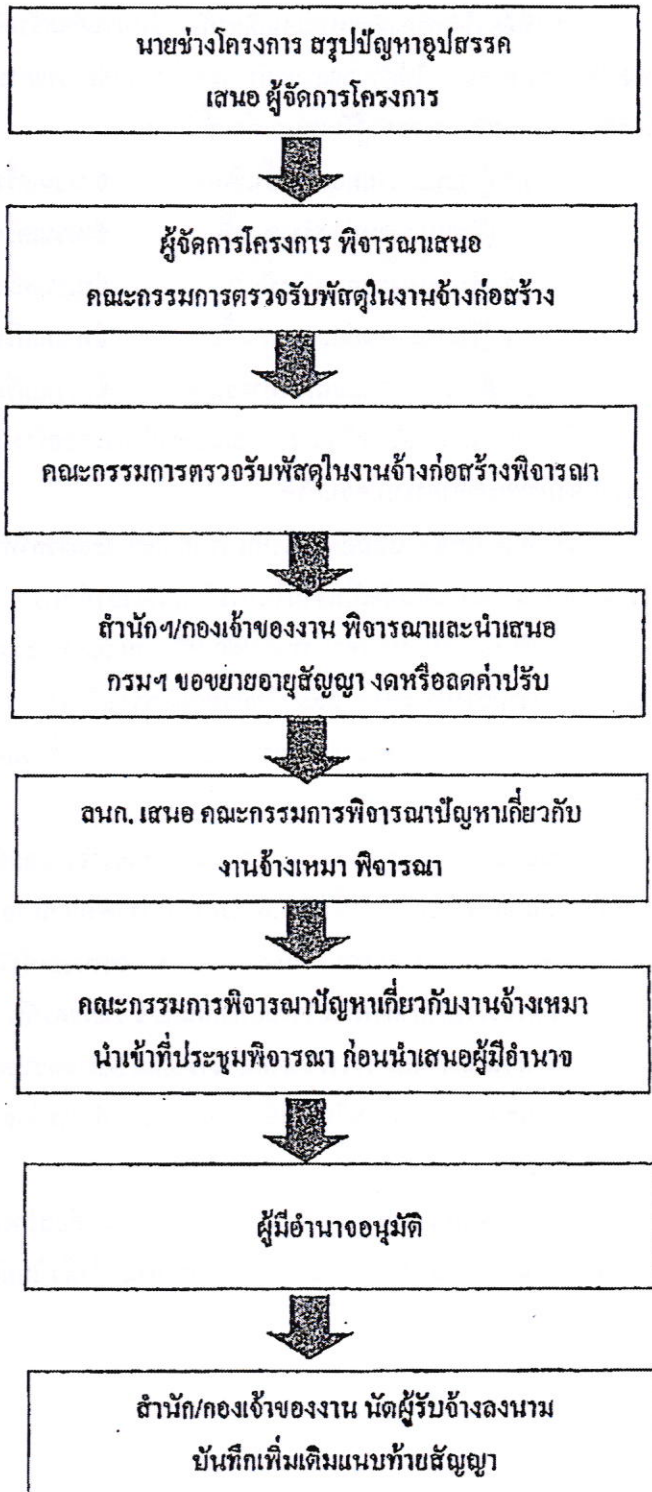 นายช่างโครงการ สรุปปัญหาอุปสรรค
เสนอ ผู้จัดการโครงการ
ผู้จัดการโครงการ พิจารณาเสนอ
คณะกรรมการตรวจรับพัสดุในงานจ้างก่อสร้าง
คณะกรรมการตรวจรับพัสดุในงานจ้างก่อสร้างพิจารณา
สำนักฯ/กองเจ้าของงาน พิจารณาและนำเสนอ
กรมฯ ขอขยายอายุสัญญา งดหรือลดค่าปรับ
ลนก. เสนอ คณะกรรมการพิจารณาปัญหาเกี่ยวกับ
งานจ้างเหมา พิจารณา
คณะกรรมการพิจารณาปัญหาเกี่ยวกับงานจ้างเหมา
นำเข้าที่ประชุมพิจารณา ก่อนนำเสนอผู้มีอำนาจ
ผู้มีอำนาจอนุมัติ
สำนัก/กองเจ้าของงาน นัดผู้รับจ้างลงนาม
บันทึกเพิ่มเติมแนบท้ายสัญญา